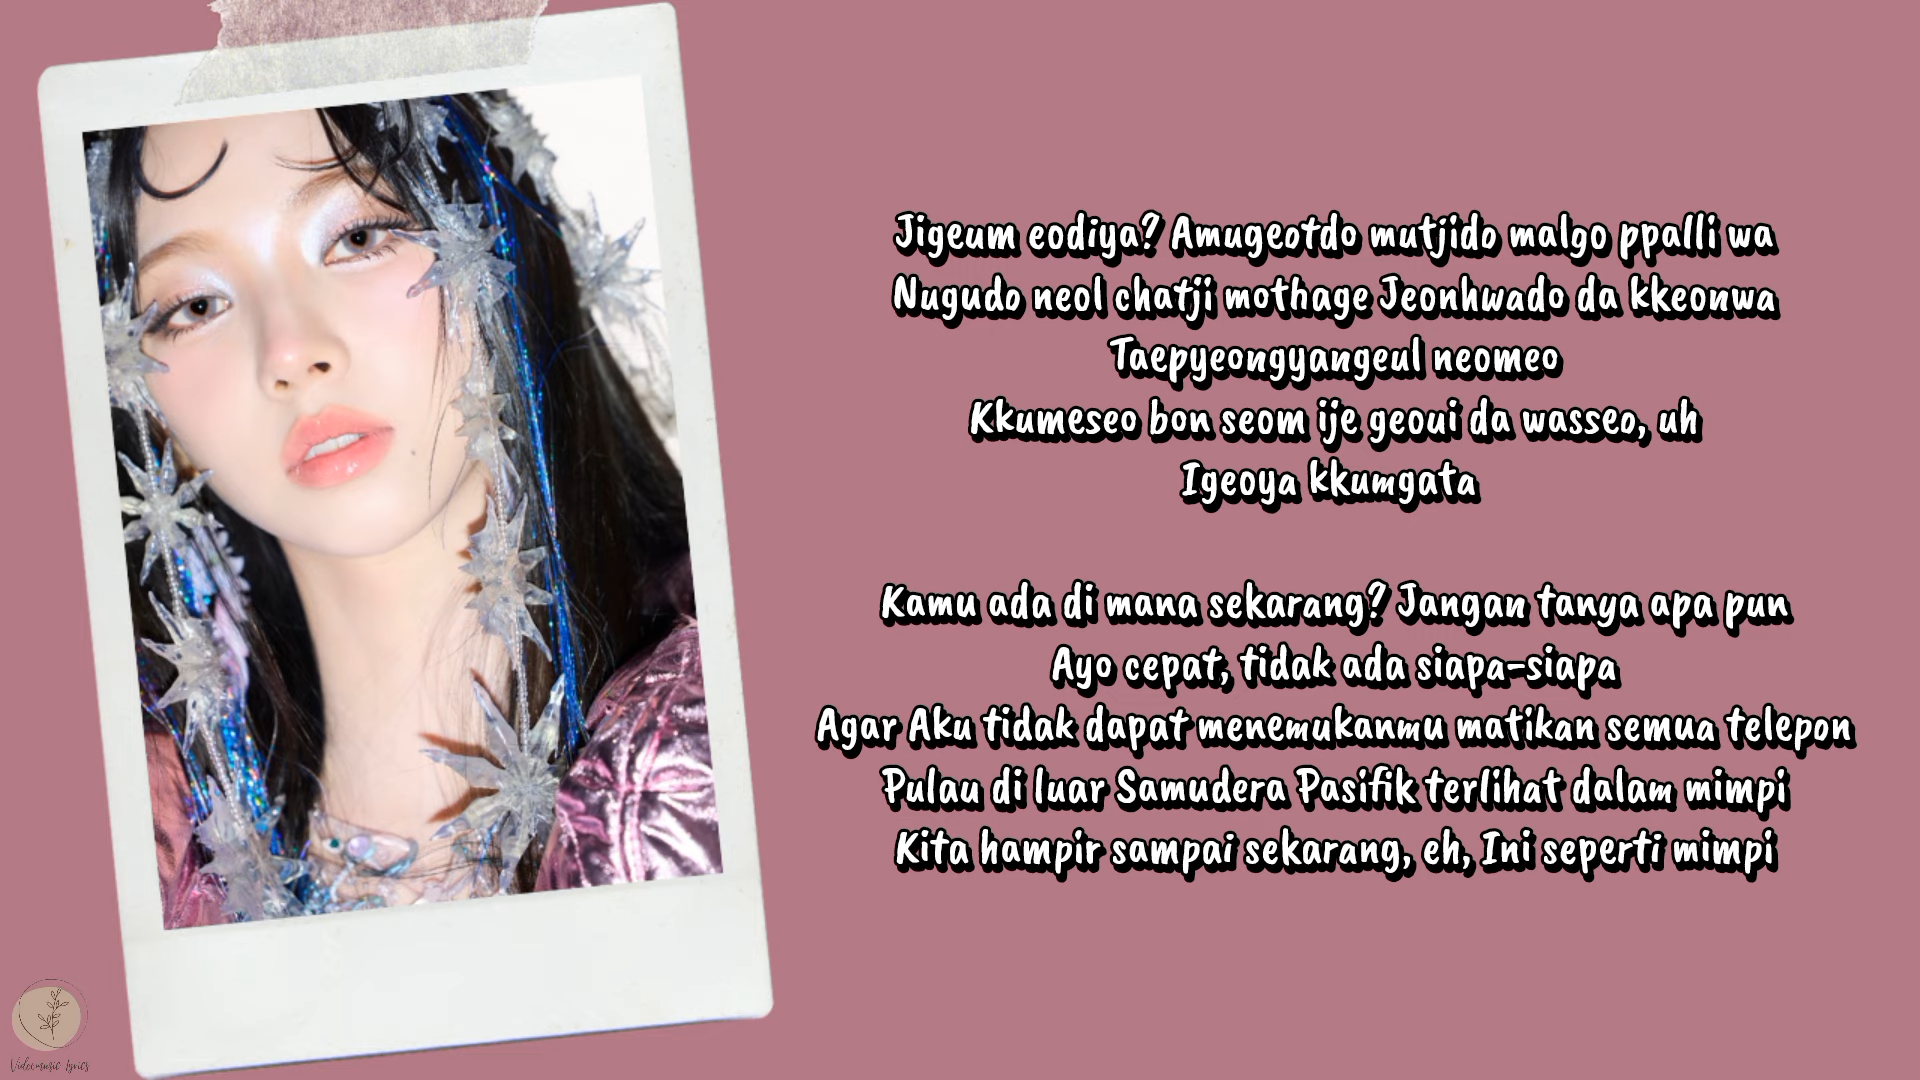 Jigeum eodiya? Amugeotdo mutjido malgo ppalli wa
Nugudo neol chatji mothage Jeonhwado da kkeonwa
Taepyeongyangeul neomeo
Kkumeseo bon seom ije geoui da wasseo, uh
Igeoya kkumgata
Kamu ada di mana sekarang? Jangan tanya apa pun
Ayo cepat, tidak ada siapa-siapa
Agar Aku tidak dapat menemukanmu matikan semua telepon
Pulau di luar Samudera Pasifik terlihat dalam mimpi
Kita hampir sampai sekarang, eh, Ini seperti mimpi
Videomusic lyrics